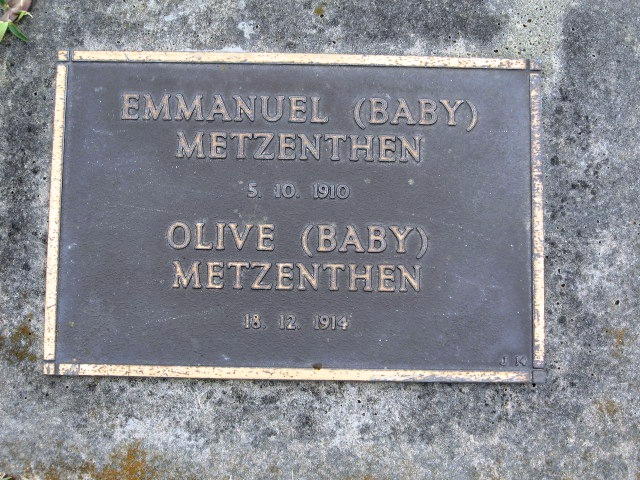 EMMANUEL (BABY)
METZENTHEN
5. 10. 1910
OLIVE (BABY)
METZENTHEN
18. 12. 1914
J K